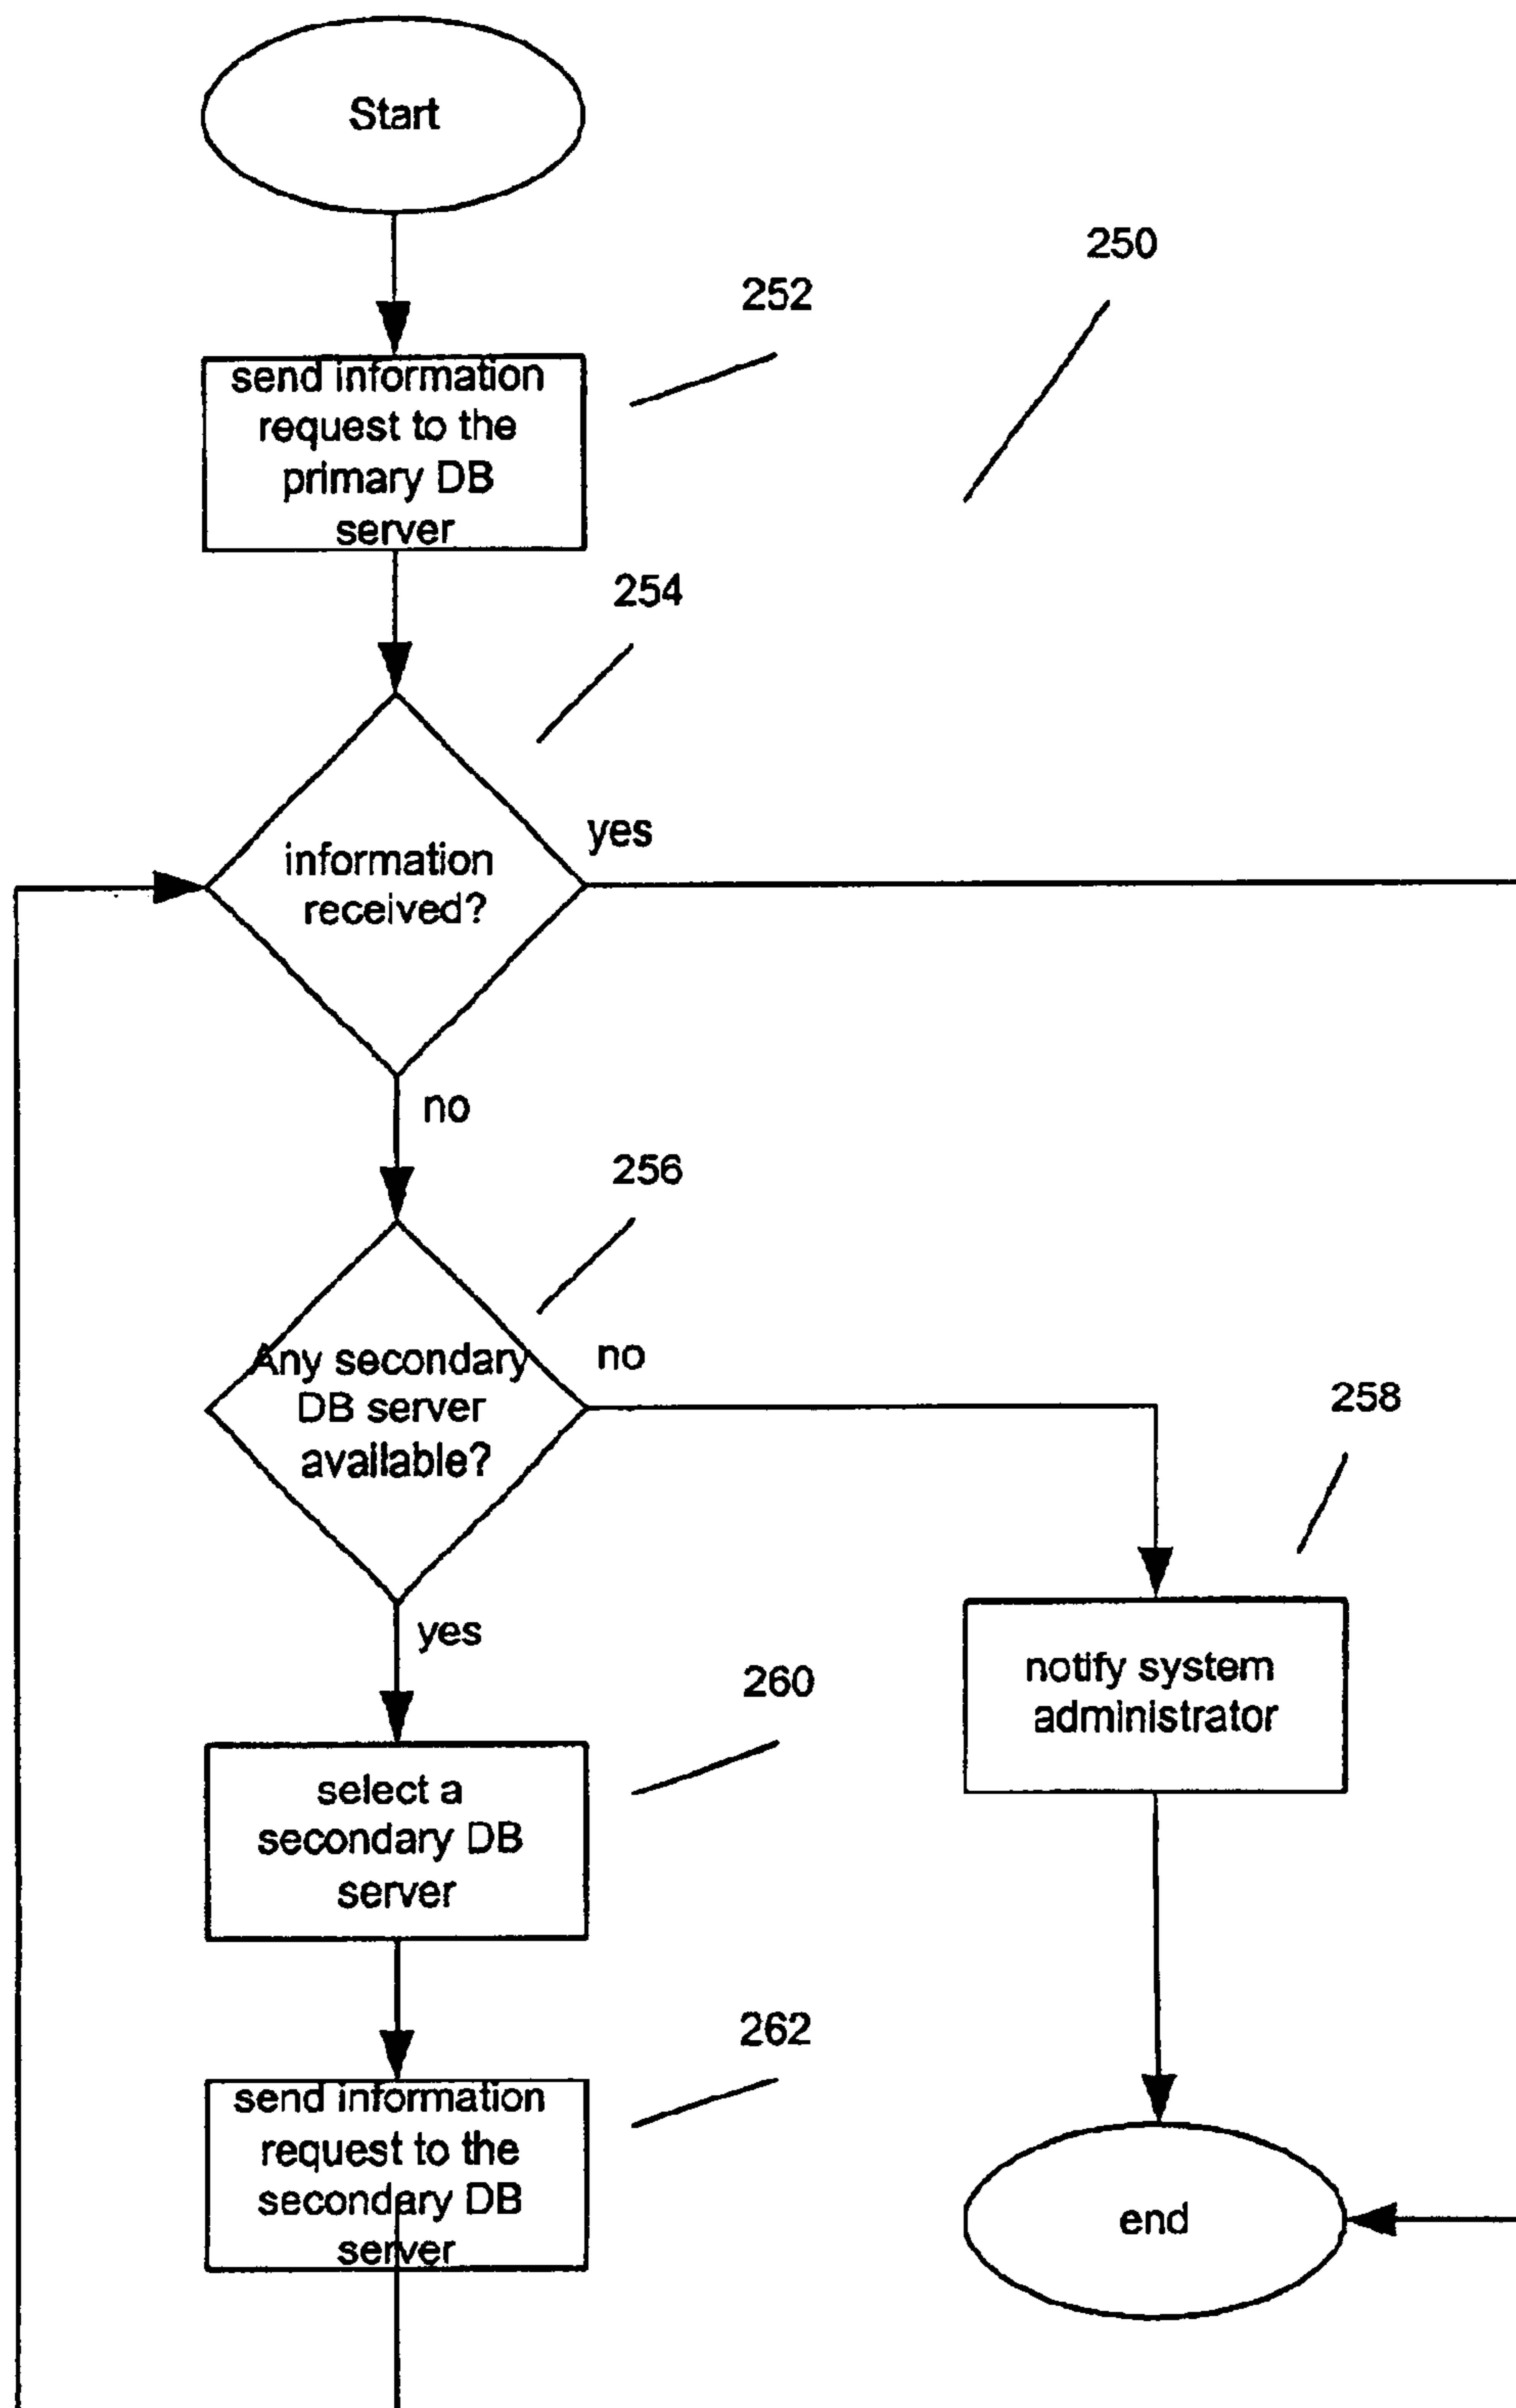 Start
250
252
send information
request to the
primary DB
server
254
yes
information
received?
no
256
no
Any secondary
DB server
available?
258
yes
notify system
administrator
260
select a
secondary DB
server
262
send information
request to the
secondary DB
server
end